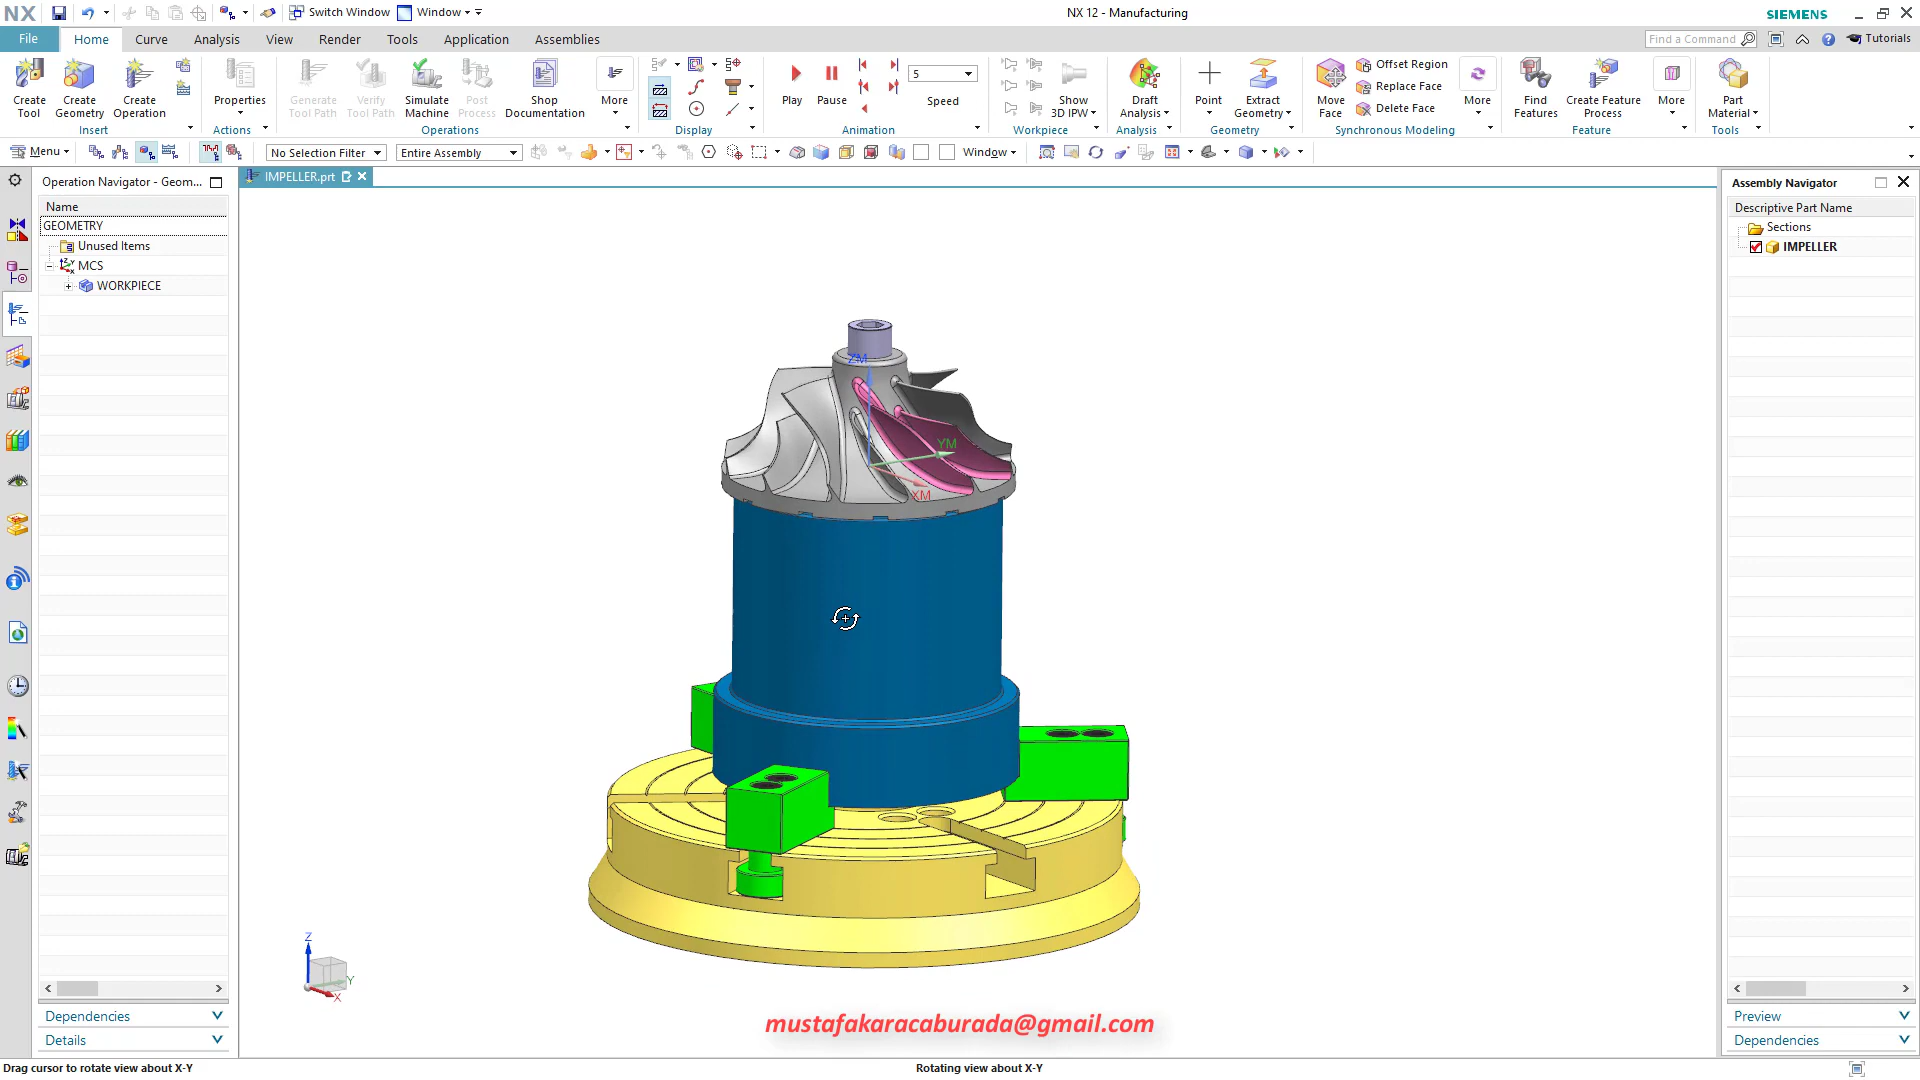 NX
Switch Window
Window
NX 12 - Manufacturing
SIEMENS
File
Home
Curve
Analysis
View
Render
Tools
Application
Assemblies
Find a Command
Tutorials
Create Tool
Create Geometry
Create Operation
Insert
Properties
Actions
Generate Tool Path
Verify Tool Path
Simulate Machine
Post Process
Shop Documentation
More
Operations
Display
Play
Pause
5
Speed
Animation
Show 3D IPW
Workpiece
Draft Analysis
Analysis
Point
Extract Geometry
Geometry
Move Face
Offset Region
Replace Face
Delete Face
More
Synchronous Modeling
Find Features
Create Feature Process
More
Feature
Part Material
Tools
Menu
No Selection Filter
Entire Assembly
Window
Operation Navigator - Geom...
IMPELLER.prt
Assembly Navigator
Name
GEOMETRY
Unused Items
MCS
WORKPIECE
Descriptive Part Name
Sections
IMPELLER
ZM
YM
XM
Z
Y
X
Dependencies
Details
Preview
Dependencies
mustafakaracaburada@gmail.com
Drag cursor to rotate view about X-Y
Rotating view about X-Y